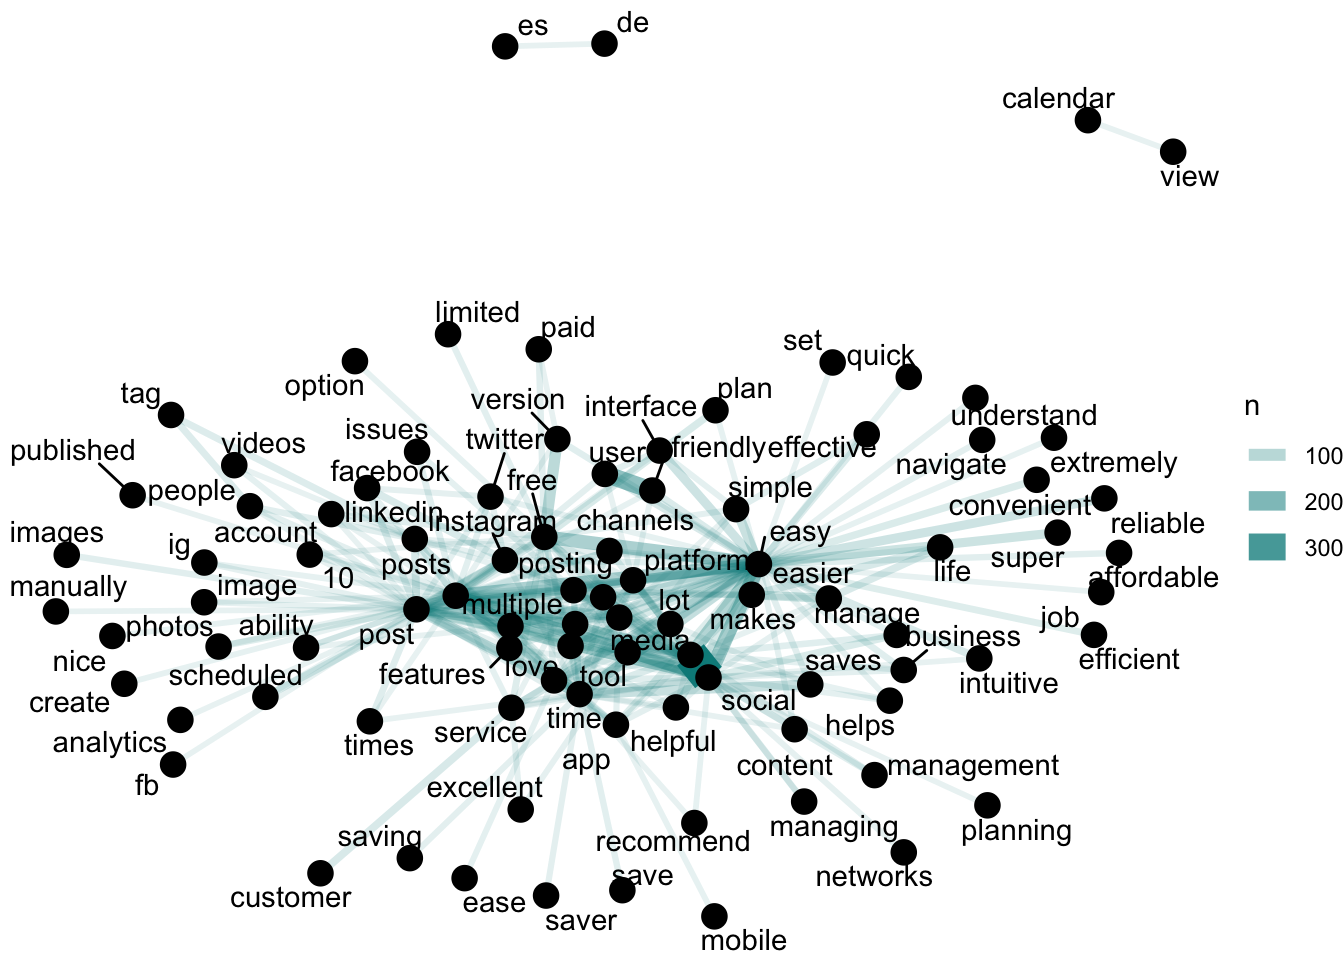 es
de
calendar
view
limited
paid
set
quick
option
plan
tag
version
interface
understand
n
issues
twitter
user
friendly
effective
published
videos
navigate
extremely
100
facebook
free
simple
people
convenient
200
linkedin
instagram
channels
reliable
account
easy
images
ig
posts
posting
platform
super
300
10
easier
life
affordable
manually
image
multiple
lot
makes
manage
job
photos
ability
post
media
business
efficient
nice
features
love
tool
saves
intuitive
scheduled
create
social
analytics
times
service
time
helpful
helps
fb
app
content
management
excellent
saving
recommend
managing
planning
customer
ease
save
networks
saver
mobile